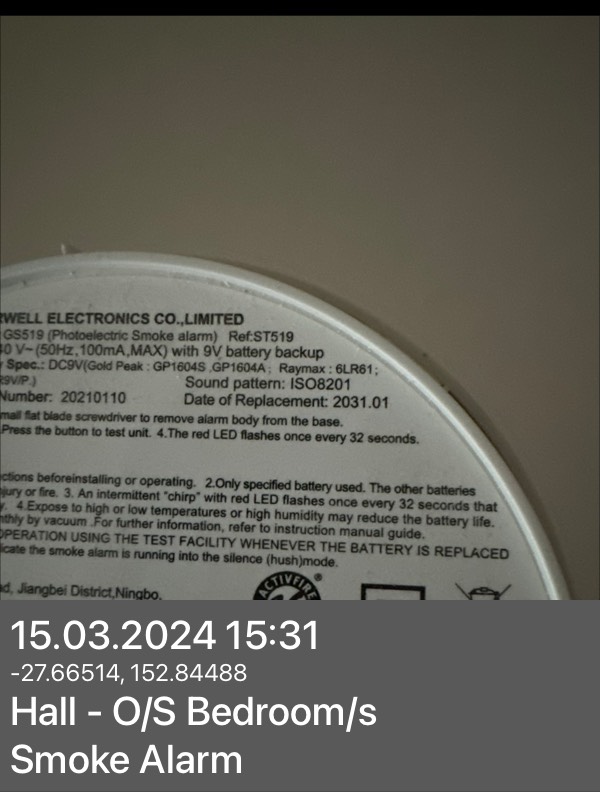 RWELL ELECTRONICS CO.,LIMITED
GS519 (Photoelectric Smoke alarm) Ref:ST519
0 V~(50Hz,100mA,MAX) with 9V battery backup
Spec.: DC9V(Gold Peak : GP1604S ,GP1604A ; Raymax : 6LR61 ;
R9V/P.) Sound pattern: ISO8201
Number: 20210110 Date of Replacement: 2031.01
mall flat blade screwdriver to remove alarm body from the base.
Press the button to test unit. 4.The red LED flashes once every 32 seconds.
ctions beforeinstalling or operating. 2.Only specified battery used. The other batteries
njury or fire. 3. An intermittent "chirp" with red LED flashes once every 32 seconds that
y. 4.Expose to high or low temperatures or high humidity may reduce the battery life.
nthly by vacuum .For further information, refer to instruction manual guide.
OPERATION USING THE TEST FACILITY WHENEVER THE BATTERY IS REPLACED
icate the smoke alarm is running into the silence (hush)mode.
ad, Jiangbei District,Ningbo.
ACTIVFIRE ®
15.03.2024 15:31
-27.66514, 152.84488
Hall - O/S Bedroom/s
Smoke Alarm